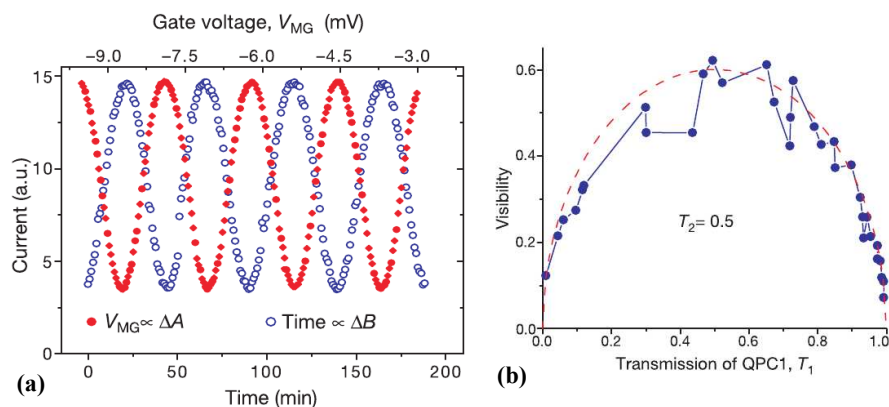 Gate voltage, V_MG (mV)
−9.0 −7.5 −6.0 −4.5 −3.0
15
10
5
0
Current (a.u.)
V_MG ∝ ΔA Time ∝ ΔB
0 50 100 150 200
Time (min)
(a)
0.6
0.4
0.2
0.0
Visibility
T₂= 0.5
0.0 0.2 0.4 0.6 0.8 1.0
Transmission of QPC1, T₁
(b)